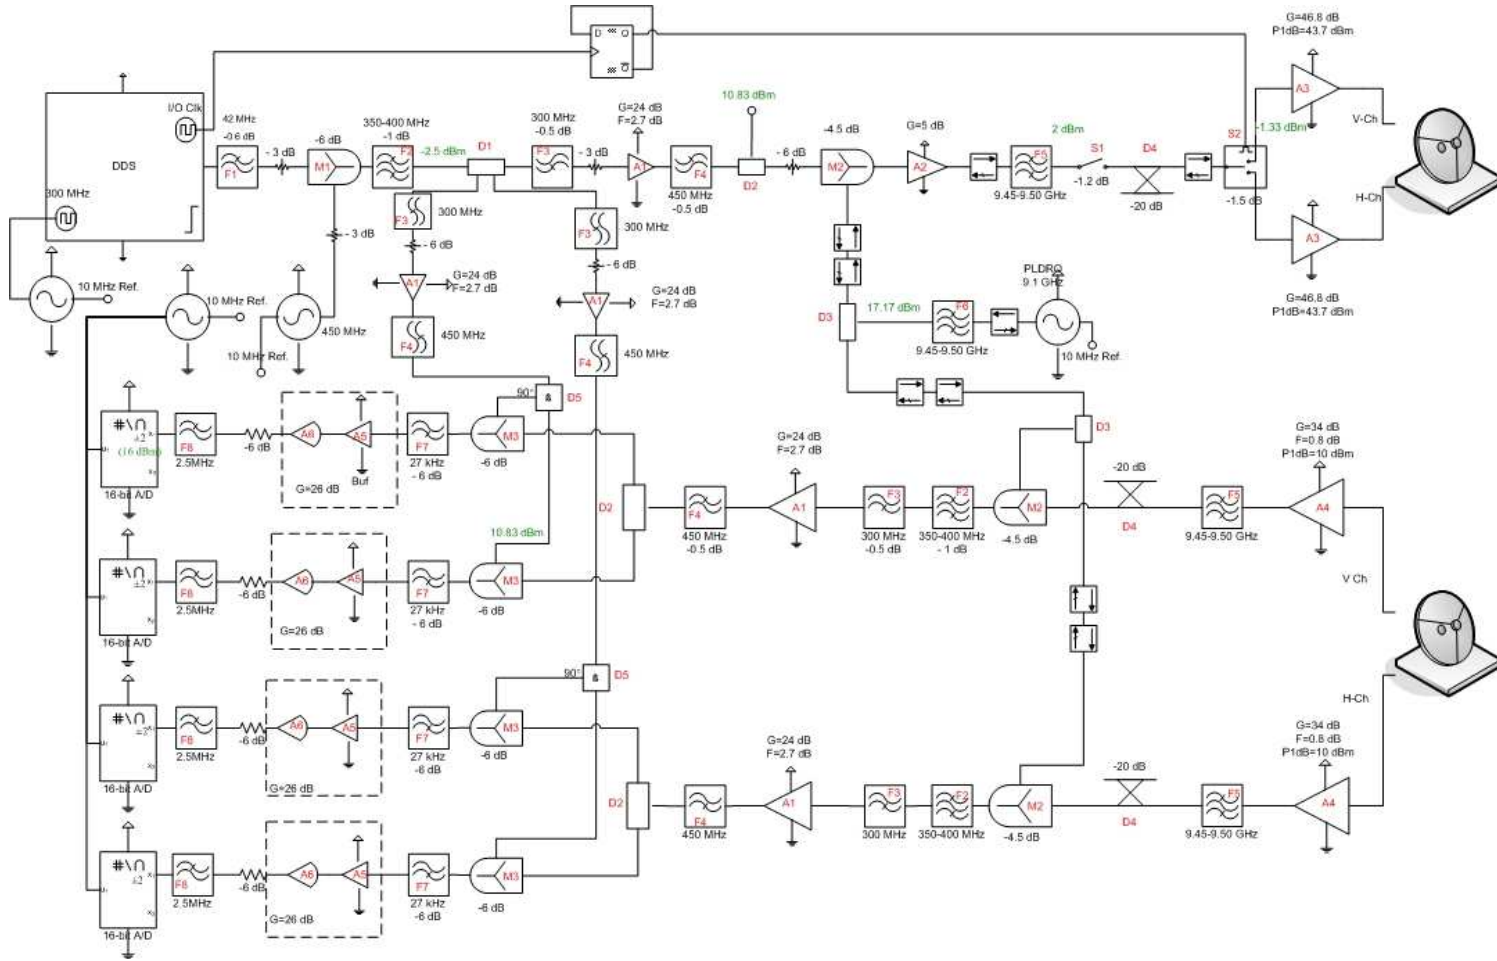 G=46.8 dB
P1dB=43.7 dBm
D
Q
Q
I/O Clk
DDS
300 MHz
42 MHz
-0.6 dB
F1
- 3 dB
-6 dB
M1
350-400 MHz
-1 dB
F2
-2.5 dBm
D1
300 MHz
-0.5 dB
F3
- 3 dB
G=24 dB
F=2.7 dB
A1
F4
450 MHz
-0.5 dB
10.83 dBm
D2
- 6 dB
-4.5 dB
M2
G=5 dB
A2
F5
9.45-9.50 GHz
2 dBm
S1
-1.2 dB
D4
-20 dB
S2
-1.33 dBm
-1.5 dB
A3
V-Ch
H-Ch
A3
G=46.8 dB
P1dB=43.7 dBm
- 3 dB
F3
300 MHz
- 6 dB
G=24 dB
F=2.7 dB
A1
F4
450 MHz
F3
300 MHz
- 6 dB
G=24 dB
F=2.7 dB
A1
F4
450 MHz
10 MHz Ref.
10 MHz Ref.
450 MHz
10 MHz Ref.
D3
17.17 dBm
F6
9.45-9.50 GHz
PLDRO
9.1 GHz
10 MHz Ref.
90°
&
D5
±2
(16 dBm)
16-bit A/D
F8
2.5MHz
-6 dB
A6
A5
Buf
G=26 dB
F7
27 kHz
- 6 dB
M3
-6 dB
D2
F4
450 MHz
-0.5 dB
G=24 dB
F=2.7 dB
A1
F3
300 MHz
-0.5 dB
F2
350-400 MHz
- 1 dB
M2
-4.5 dB
D3
-20 dB
D4
F5
9.45-9.50 GHz
G=34 dB
F=0.8 dB
P1dB=10 dBm
A4
V Ch
10.83 dBm
±2
16-bit A/D
F8
2.5MHz
-6 dB
A6
A5
G=26 dB
F7
27 kHz
- 6 dB
M3
-6 dB
90°
&
D5
16-bit A/D
F8
2.5MHz
-6 dB
A6
A5
G=26 dB
F7
27 kHz
-6 dB
M3
-6 dB
D2
F4
450 MHz
G=24 dB
F=2.7 dB
A1
F3
300 MHz
F2
350-400 MHz
M2
-4.5 dB
-20 dB
D4
F5
9.45-9.50 GHz
H-Ch
G=34 dB
F=0.8 dB
P1dB=10 dBm
A4
±2
16-bit A/D
F8
2.5MHz
-6 dB
A6
A5
G=26 dB
F7
27 kHz
-6 dB
M3
-6 dB